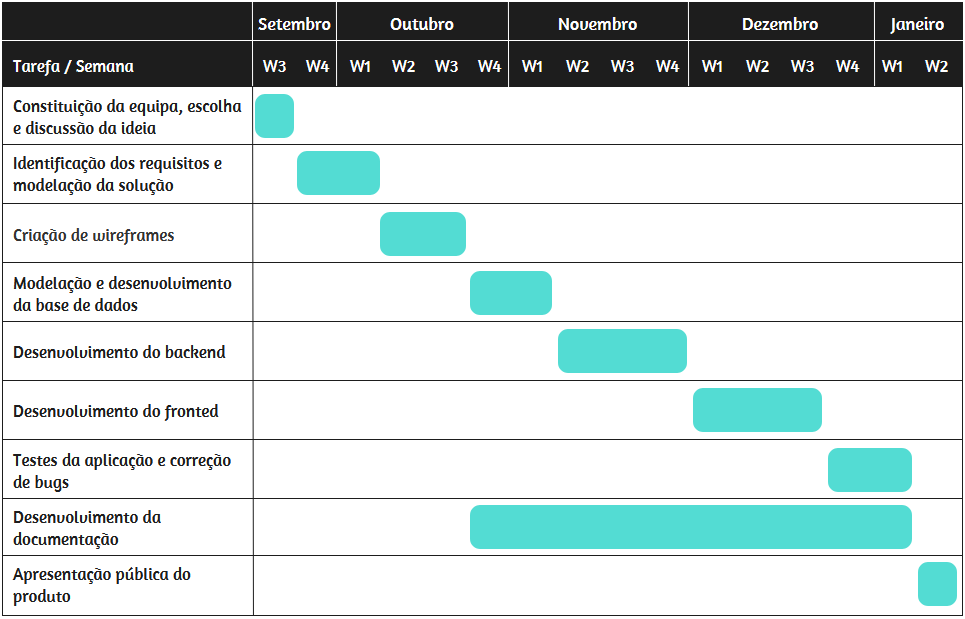 Setembro Outubro Novembro Dezembro Janeiro
Tarefa / Semana W3 W4 W1 W2 W3 W4 W1 W2 W3 W4 W1 W2 W3 W4 W1 W2
Constituição da equipa, escolha
e discussão da ideia
Identificação dos requisitos e
modelação da solução
Criação de wireframes
Modelação e desenvolvimento
da base de dados
Desenvolvimento do backend
Desenvolvimento do fronted
Testes da aplicação e correção
de bugs
Desenvolvimento da
documentação
Apresentação pública do
produto